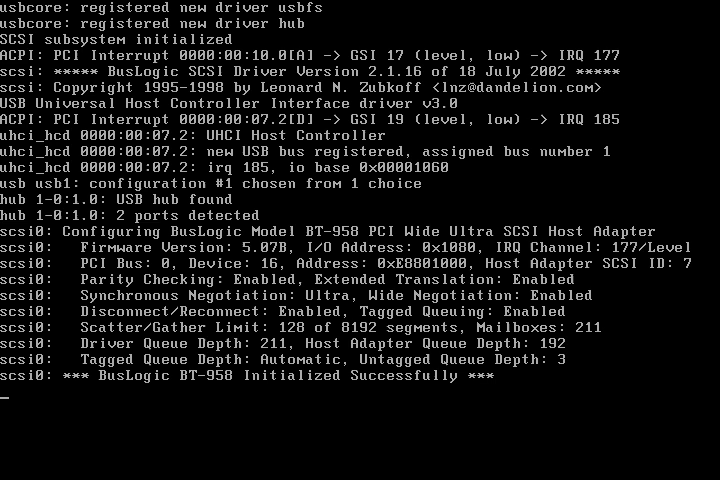 usbcore: registered new driver usbfs
usbcore: registered new driver hub
SCSI subsystem initialized
ACPI: PCI Interrupt 0000:00:10.0[A] -> GSI 17 (level, low) -> IRQ 177
scsi: ***** BusLogic SCSI Driver Version 2.1.16 of 18 July 2002 *****
scsi: Copyright 1995-1998 by Leonard N. Zubkoff <lnz@dandelion.com>
USB Universal Host Controller Interface driver v3.0
ACPI: PCI Interrupt 0000:00:07.2[D] -> GSI 19 (level, low) -> IRQ 185
uhci_hcd 0000:00:07.2: UHCI Host Controller
uhci_hcd 0000:00:07.2: new USB bus registered, assigned bus number 1
uhci_hcd 0000:00:07.2: irq 185, io base 0x00001060
usb usb1: configuration #1 chosen from 1 choice
hub 1-0:1.0: USB hub found
hub 1-0:1.0: 2 ports detected
scsi0: Configuring BusLogic Model BT-958 PCI Wide Ultra SCSI Host Adapter
scsi0:   Firmware Version: 5.07B, I/O Address: 0x1080, IRQ Channel: 177/Level
scsi0:   PCI Bus: 0, Device: 16, Address: 0xE8801000, Host Adapter SCSI ID: 7
scsi0:   Parity Checking: Enabled, Extended Translation: Enabled
scsi0:   Synchronous Negotiation: Ultra, Wide Negotiation: Enabled
scsi0:   Disconnect/Reconnect: Enabled, Tagged Queuing: Enabled
scsi0:   Scatter/Gather Limit: 128 of 8192 segments, Mailboxes: 211
scsi0:   Driver Queue Depth: 211, Host Adapter Queue Depth: 192
scsi0:   Tagged Queue Depth: Automatic, Untagged Queue Depth: 3
scsi0: *** BusLogic BT-958 Initialized Successfully ***